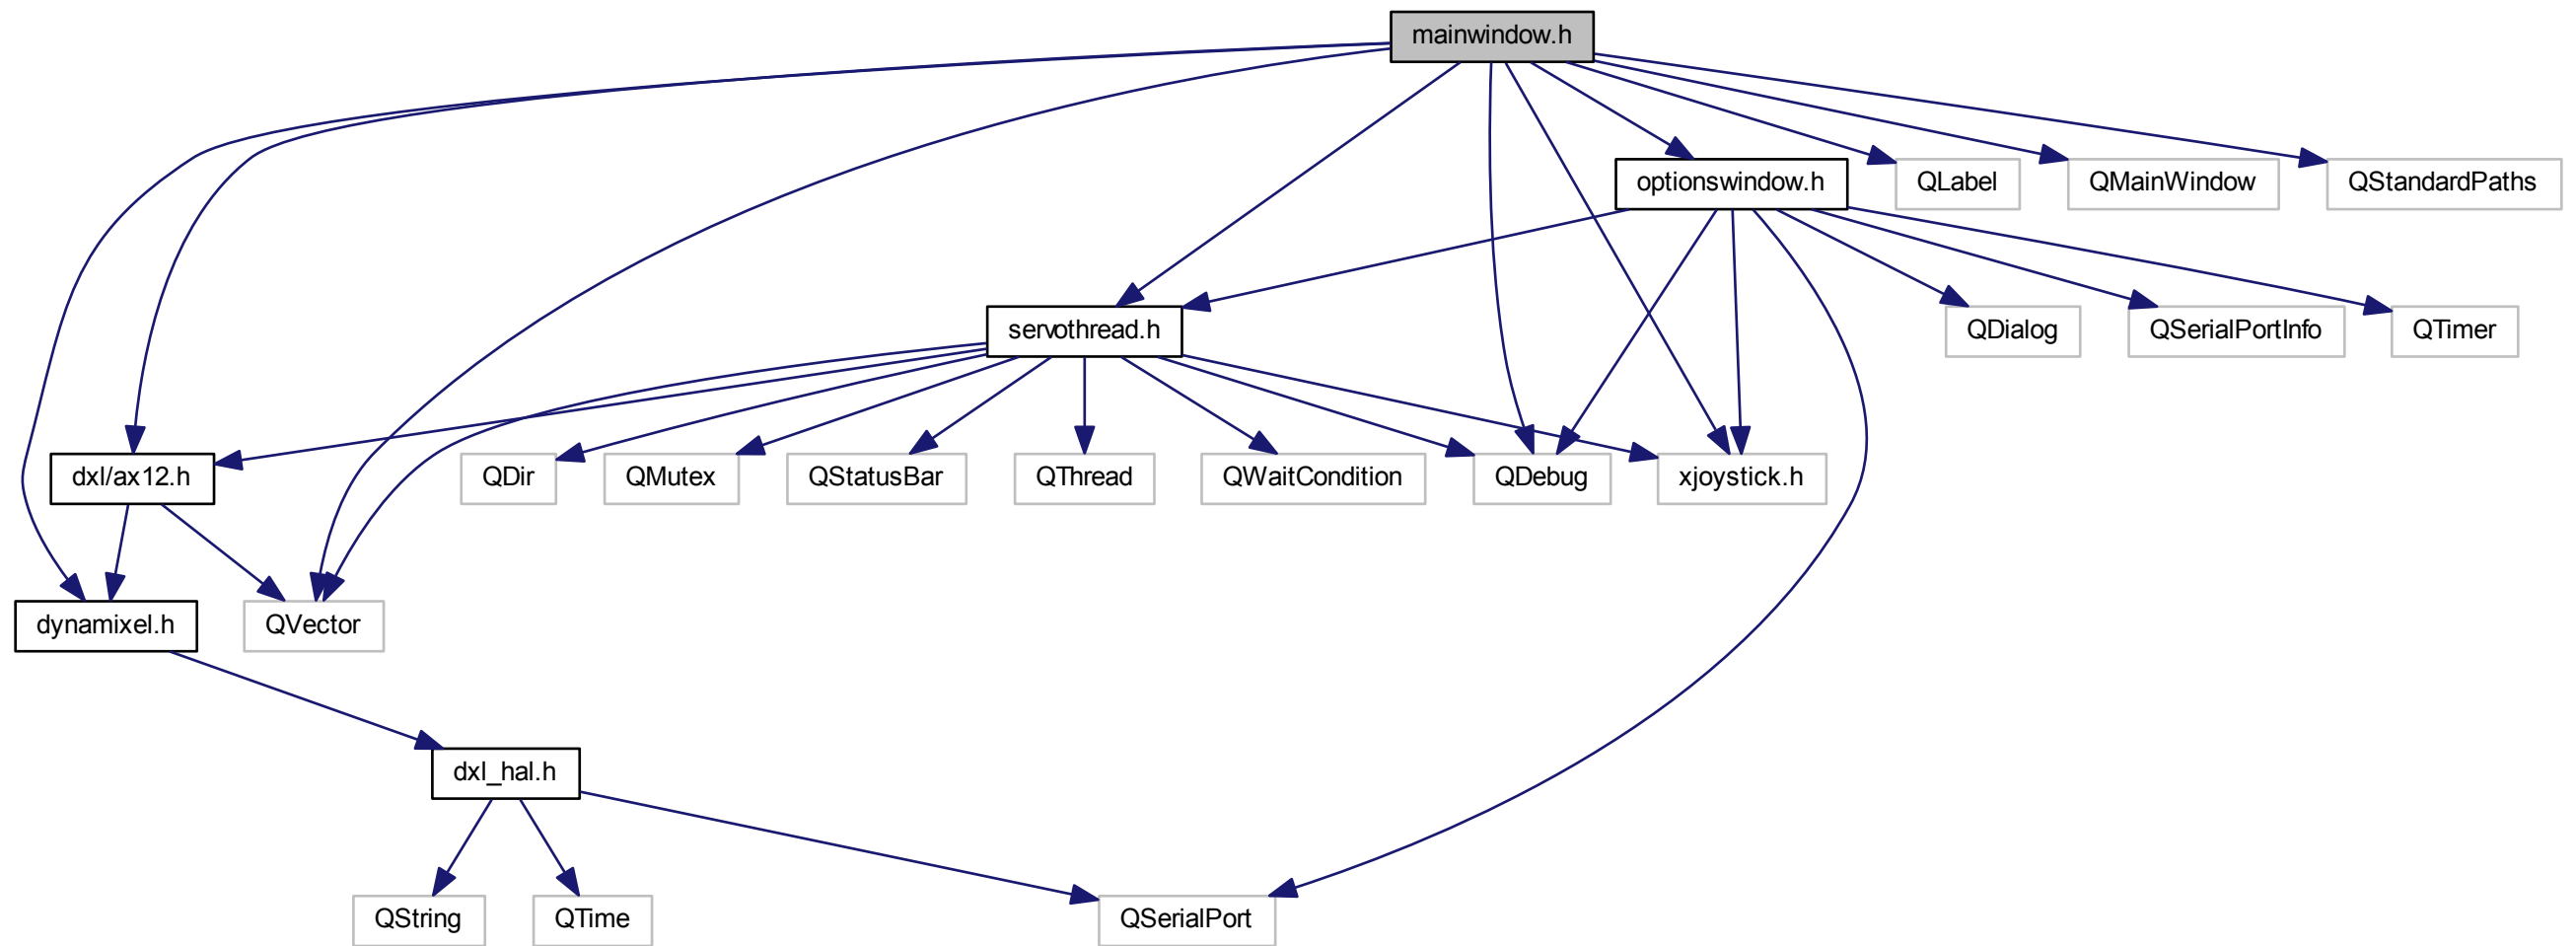 mainwindow.h
optionswindow.h
QLabel
QMainWindow
QStandardPaths
servothread.h
QDialog
QSerialPortInfo
QTimer
dxl/ax12.h
QDir
QMutex
QStatusBar
QThread
QWaitCondition
QDebug
xjoystick.h
dynamixel.h
QVector
dxl_hal.h
QString
QTime
QSerialPort